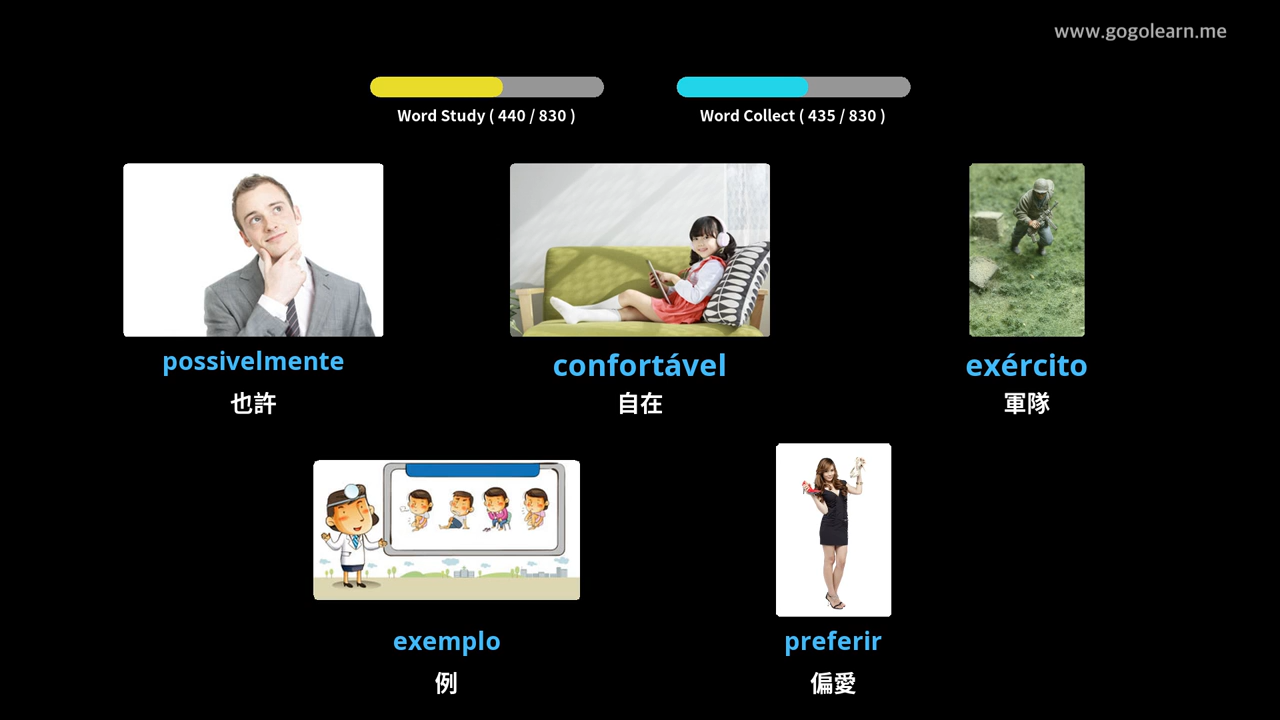 www.gogolearn.me
Word Study ( 440 / 830 )
Word Collect ( 435 / 830 )
possivelmente
也許
confortável
自在
exército
軍隊
exemplo
例
preferir
偏愛